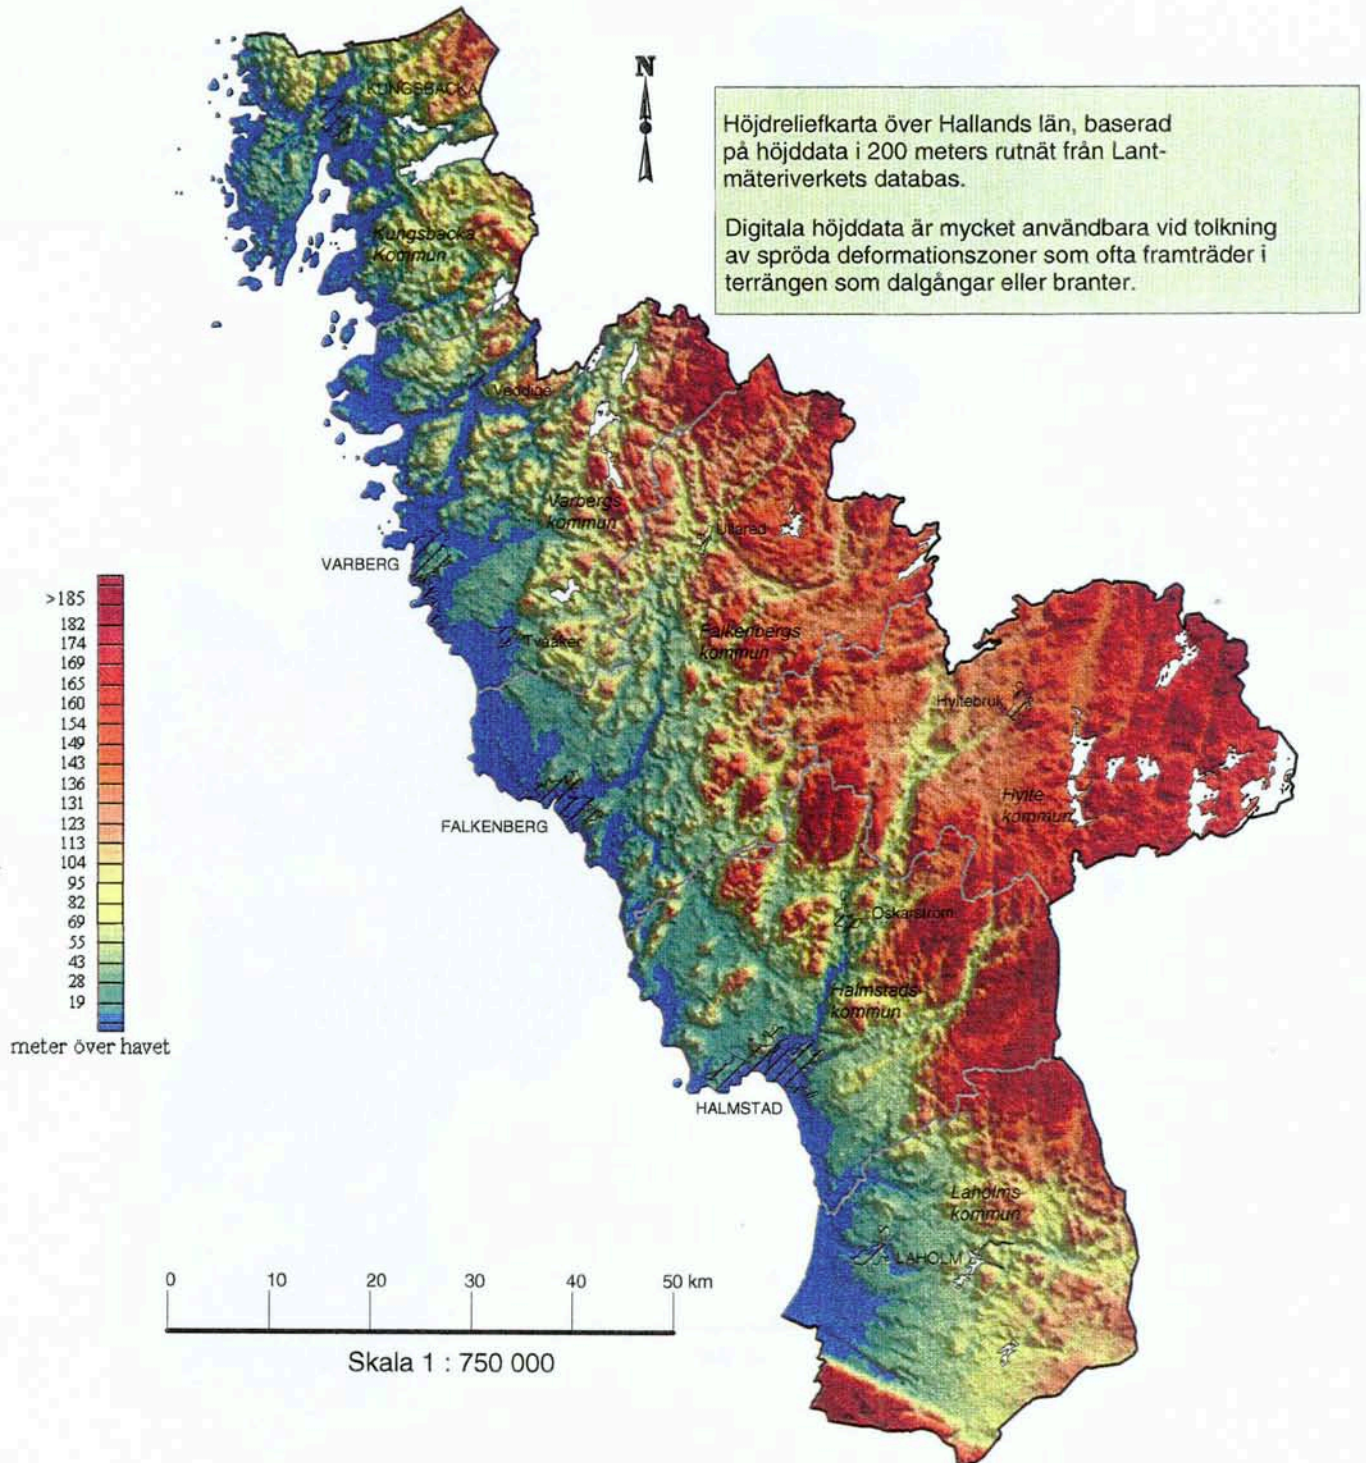 N
Höjdreliefkarta över Hallands län, baserad
på höjddata i 200 meters rutnät från Lant-
mäteriverkets databas.
Digitala höjddata är mycket användbara vid tolkning
av spröda deformationszoner som ofta framträder i
terrängen som dalgångar eller branter.
KUNGSBACKA
Kungsbacka
Kommun
Veddige
Varbergs
kommun
Ullared
VARBERG
Tvååker
Falkenbergs
kommun
Hyltebruk
Hylte
kommun
FALKENBERG
Oskarström
Halmstads
kommun
HALMSTAD
Laholms
kommun
LAHOLM
>185
182
174
169
165
160
154
149
143
136
131
123
113
104
95
82
69
55
43
28
19
meter över havet
0 10 20 30 40 50 km
Skala 1 : 750 000